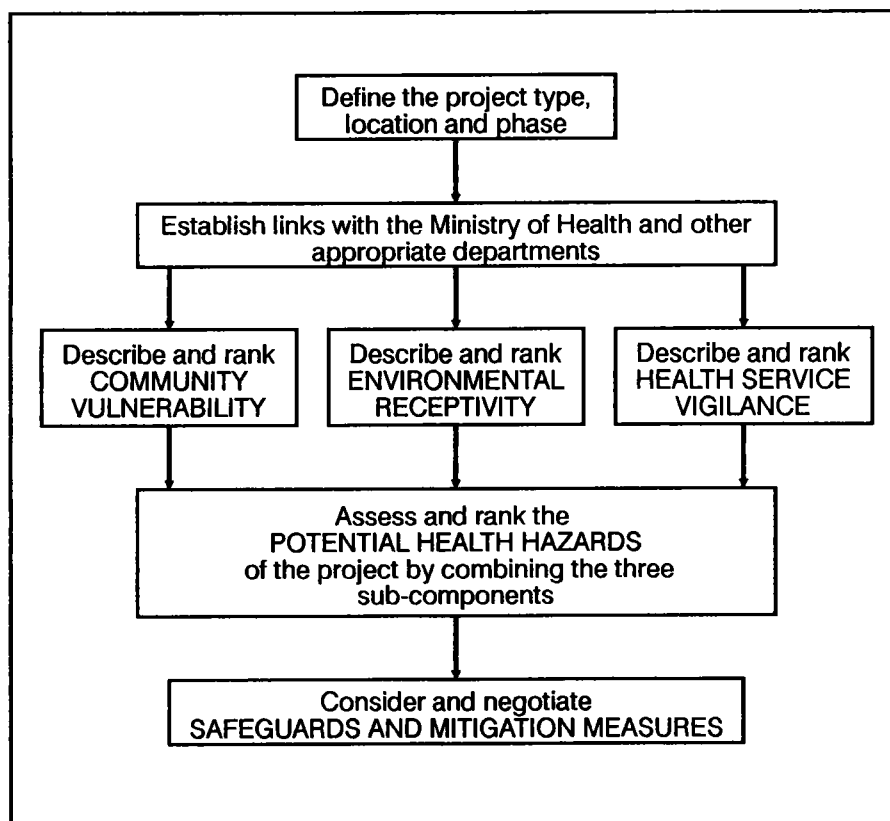 Define the project type,
location and phase
Establish links with the Ministry of Health and other
appropriate departments
Describe and rank
COMMUNITY
VULNERABILITY
Describe and rank
ENVIRONMENTAL
RECEPTIVITY
Describe and rank
HEALTH SERVICE
VIGILANCE
Assess and rank the
POTENTIAL HEALTH HAZARDS
of the project by combining the three
sub-components
Consider and negotiate
SAFEGUARDS AND MITIGATION MEASURES